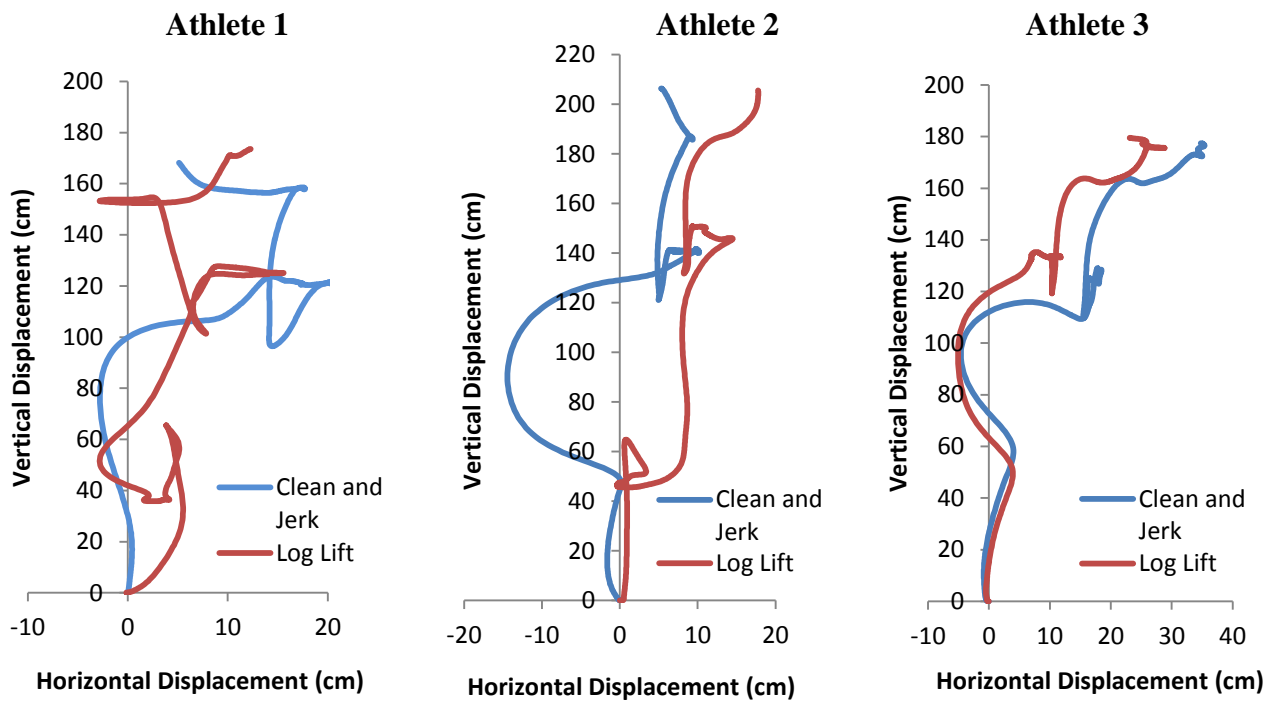 Athlete 1
Vertical Displacement (cm)
200
180
160
140
120
100
80
60
40
20
0
-10 0 10 20
Horizontal Displacement (cm)
Clean and
Jerk
Log Lift
Athlete 2
Vertical Displacement (cm)
220
200
180
160
140
120
100
80
60
40
20
0
-20 -10 0 10 20
Horizontal Displacement (cm)
Clean and
Jerk
Log Lift
Athlete 3
Vertical Displacement (cm)
200
180
160
140
120
100
80
60
40
20
0
-10 0 10 20 30 40
Horizontal Displacement (cm)
Clean and
Jerk
Log Lift